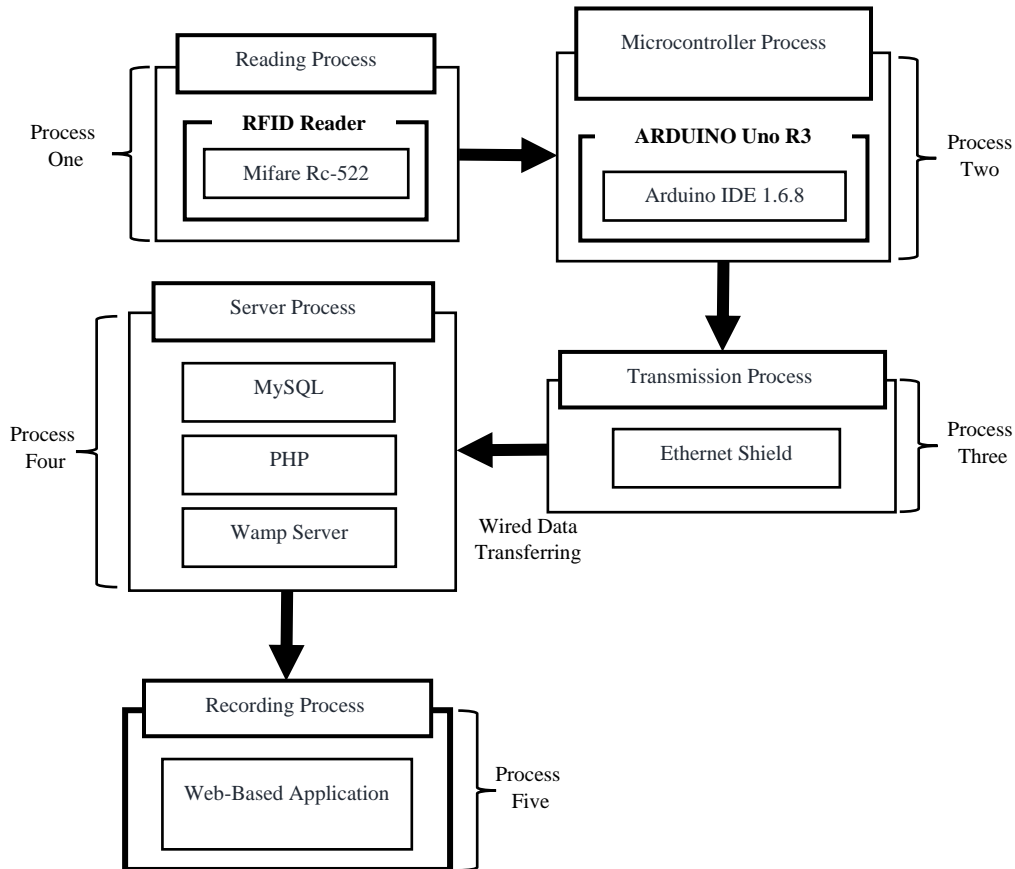 Reading Process
RFID Reader
Mifare Rc-522
Process
One
Microcontroller Process
ARDUINO Uno R3
Arduino IDE 1.6.8
Process
Two
Transmission Process
Ethernet Shield
Process
Three
Wired Data
Transferring
Server Process
MySQL
PHP
Wamp Server
Process
Four
Recording Process
Web-Based Application
Process
Five